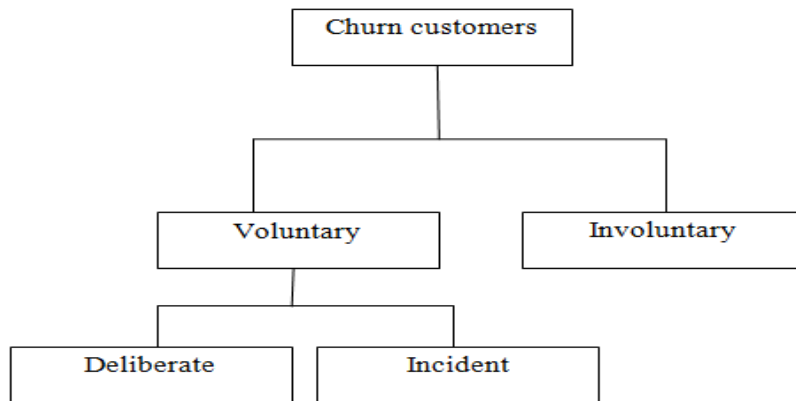 Churn customers
Voluntary
Involuntary
Deliberate
Incident